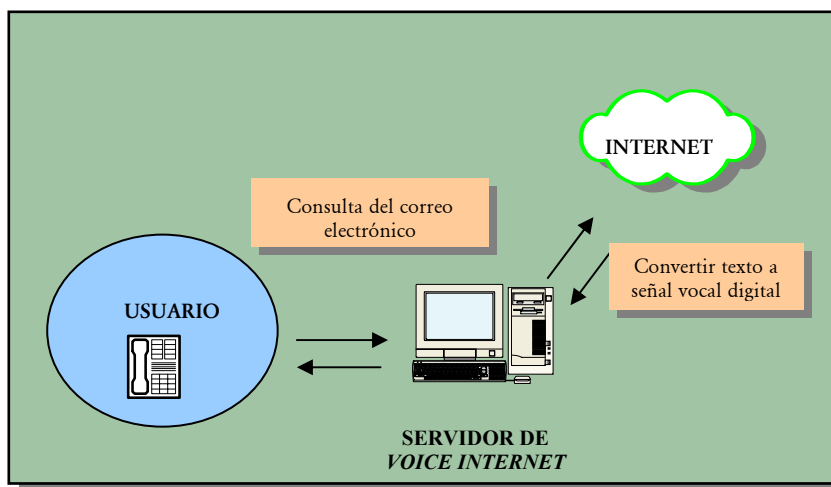 INTERNET
Consulta del correo
electrónico
Convertir texto a
señal vocal digital
USUARIO
SERVIDOR DE
VOICE INTERNET